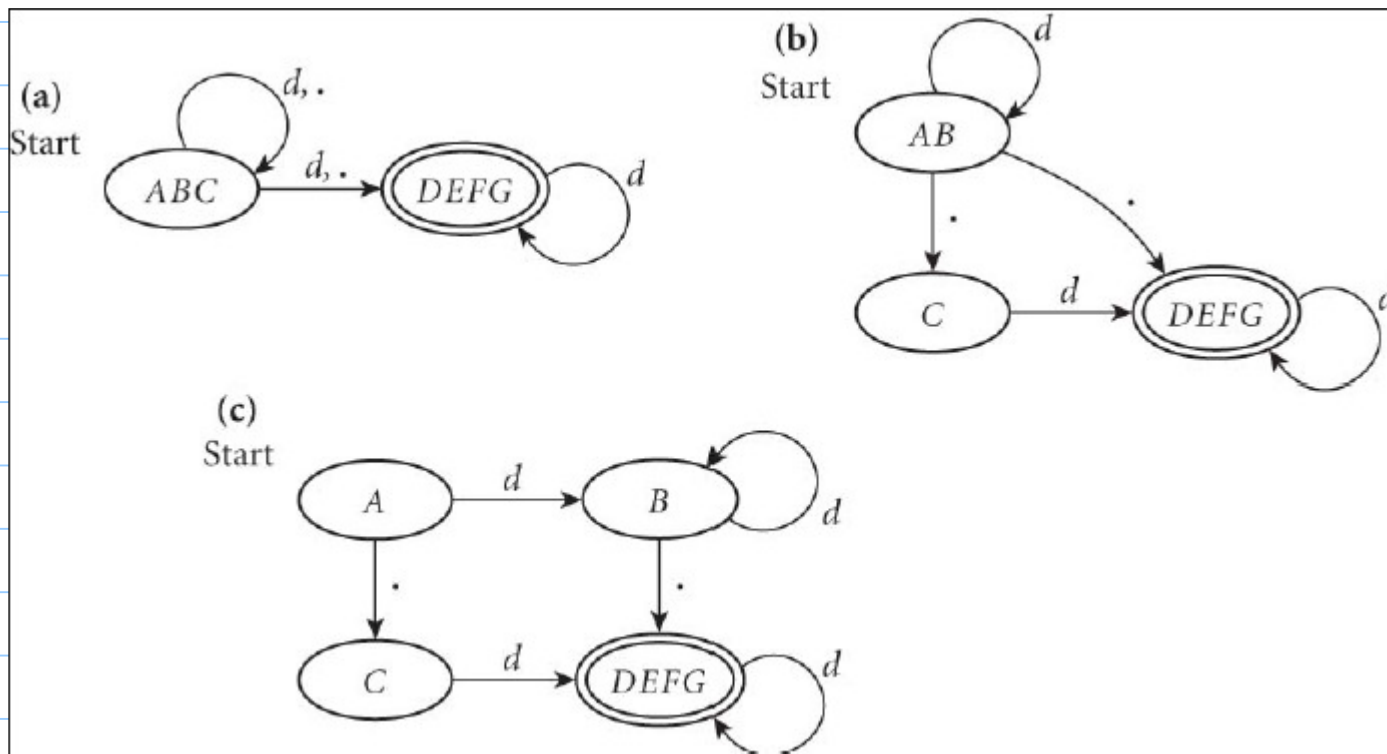 (a)
Start
d, .
ABC
d, .
DEFG
d
(b)
Start
d
AB
.
.
C
d
DEFG
d
(c)
Start
A
d
B
d
.
.
C
d
DEFG
d